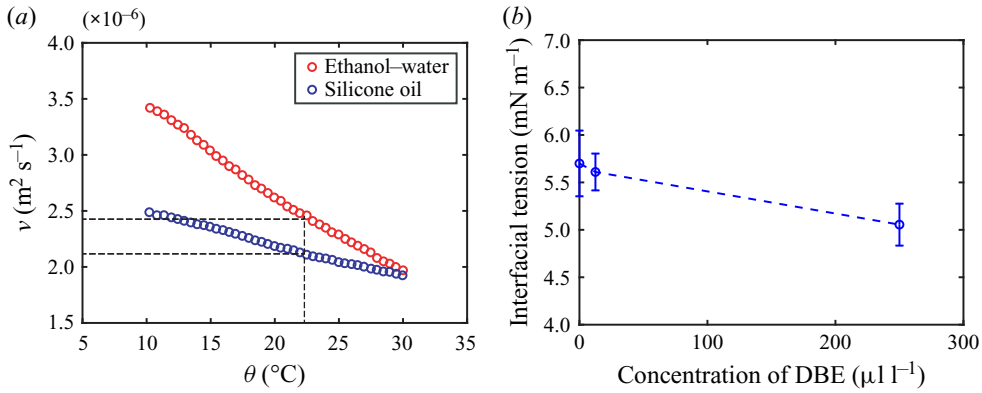 (a)
(×10⁻⁶)
4.0
3.5
3.0
2.5
2.0
1.5
ν (m² s⁻¹)
Ethanol–water
Silicone oil
5 10 15 20 25 30 35
θ (°C)
(b)
7.0
6.5
6.0
5.5
5.0
4.5
4.0
Interfacial tension (mN m⁻¹)
0 100 200 300
Concentration of DBE (μl l⁻¹)